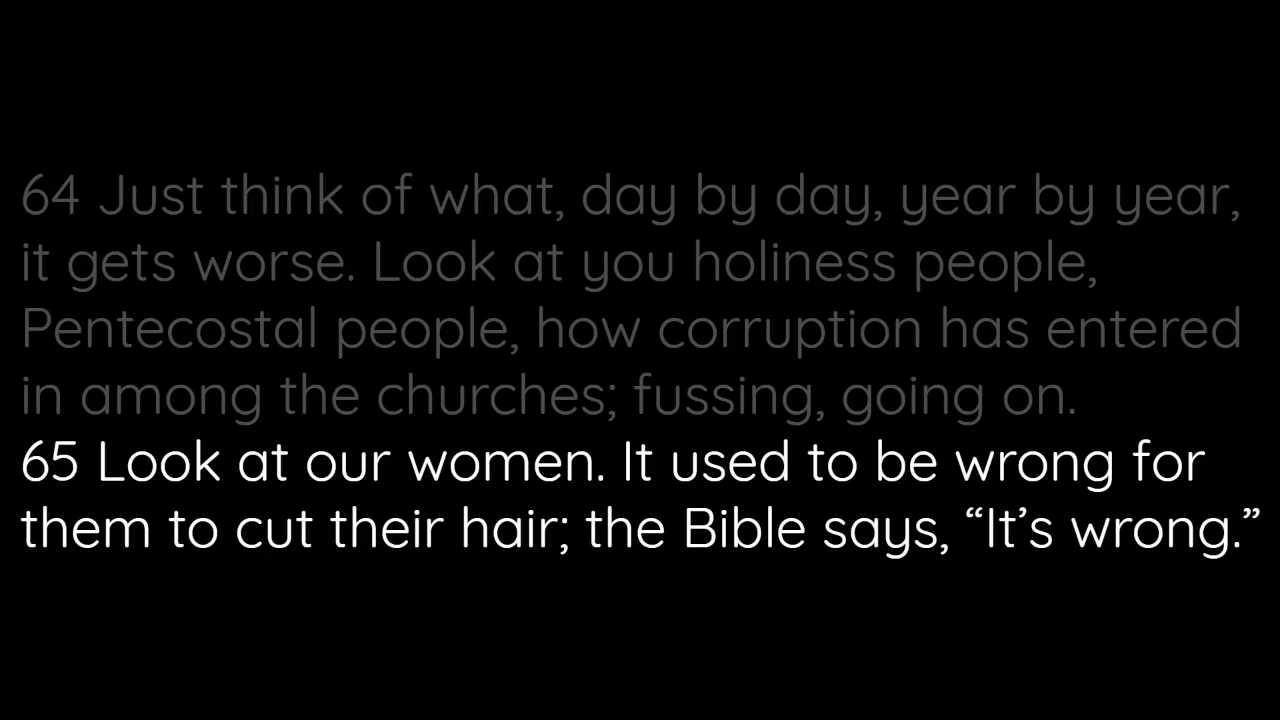 64 Just think of what, day by day, year by year,
it gets worse. Look at you holiness people,
Pentecostal people, how corruption has entered
in among the churches; fussing, going on.
65 Look at our women. It used to be wrong for
them to cut their hair; the Bible says, “It’s wrong.”